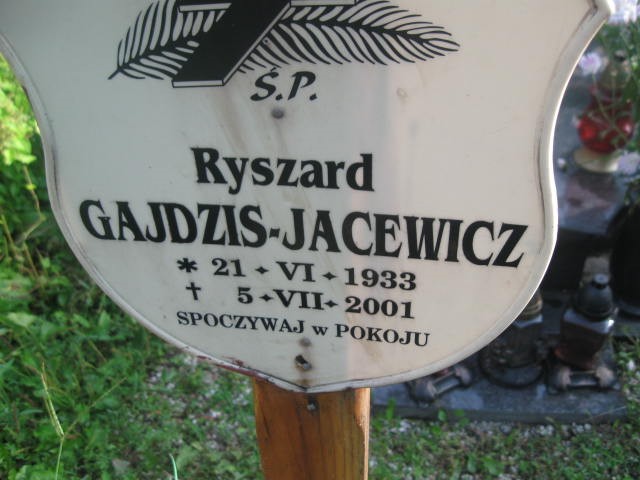 Ś.P.
Ryszard
GAJDZIS-JACEWICZ
* 21 ✦ VI ✦ 1933
† 5 ✦ VII ✦ 2001
SPOCZYWAJ w POKOJU